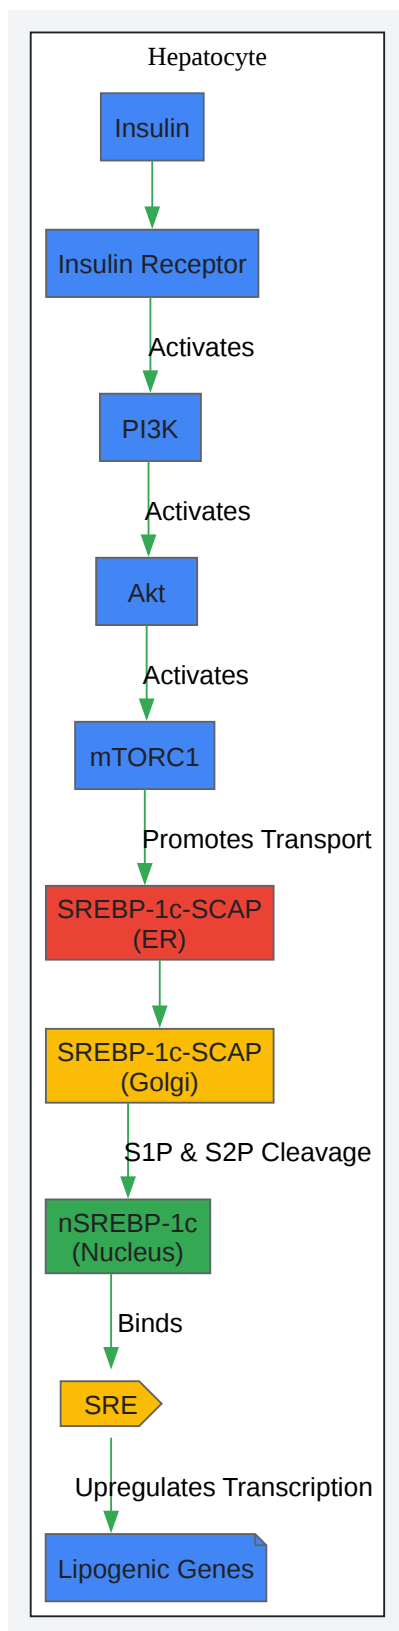 Hepatocyte
Insulin
Insulin Receptor
Activates
PI3K
Activates
Akt
Activates
mTORC1
Promotes Transport
SREBP-1c-SCAP
(ER)
SREBP-1c-SCAP
(Golgi)
S1P & S2P Cleavage
nSREBP-1c
(Nucleus)
Binds
SRE
Upregulates Transcription
Lipogenic Genes